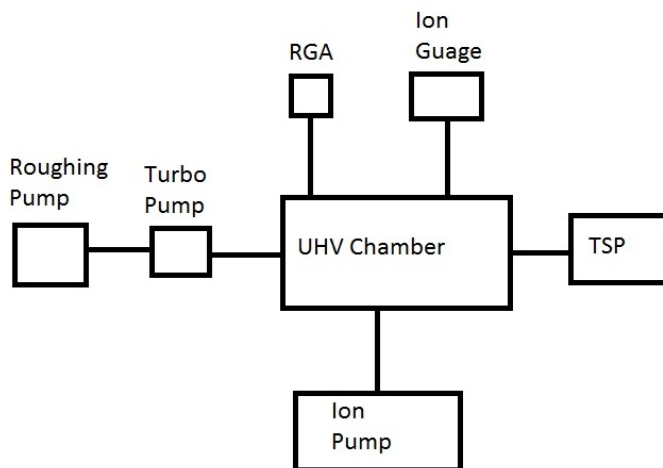 Ion
Guage
RGA
Roughing
Pump
Turbo
Pump
UHV Chamber
TSP
Ion
Pump